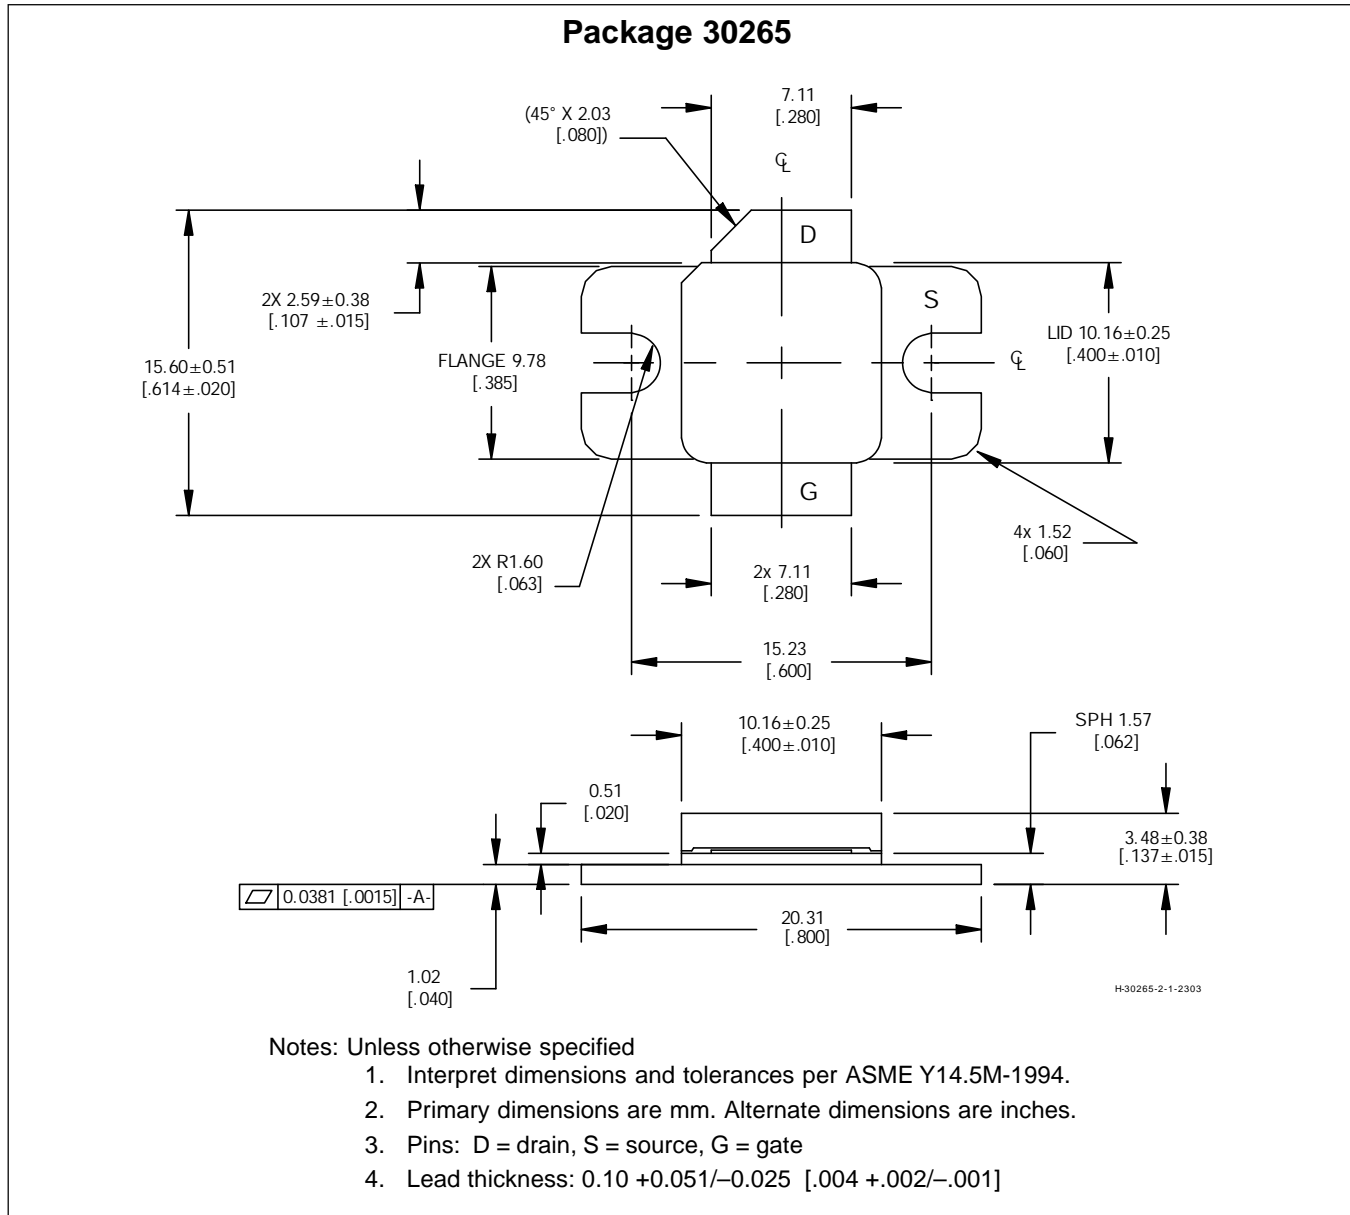 Package 30265
7.11
[.280]
(45° X 2.03
[.080])
℄
D
2X 2.59±0.38
[.107 ±.015]
S
LID 10.16±0.25
[.400±.010]
15.60±0.51
[.614±.020]
FLANGE 9.78
[.385]
℄
G
4x 1.52
[.060]
2X R1.60
[.063]
2x 7.11
[.280]
15.23
[.600]
10.16±0.25
[.400±.010]
SPH 1.57
[.062]
0.51
[.020]
3.48±0.38
[.137±.015]
0.0381 [.0015] -A-
20.31
[.800]
1.02
[.040]
H-30265-2-1-2303
Notes: Unless otherwise specified
1. Interpret dimensions and tolerances per ASME Y14.5M-1994.
2. Primary dimensions are mm. Alternate dimensions are inches.
3. Pins: D = drain, S = source, G = gate
4. Lead thickness: 0.10 +0.051/–0.025 [.004 +.002/–.001]